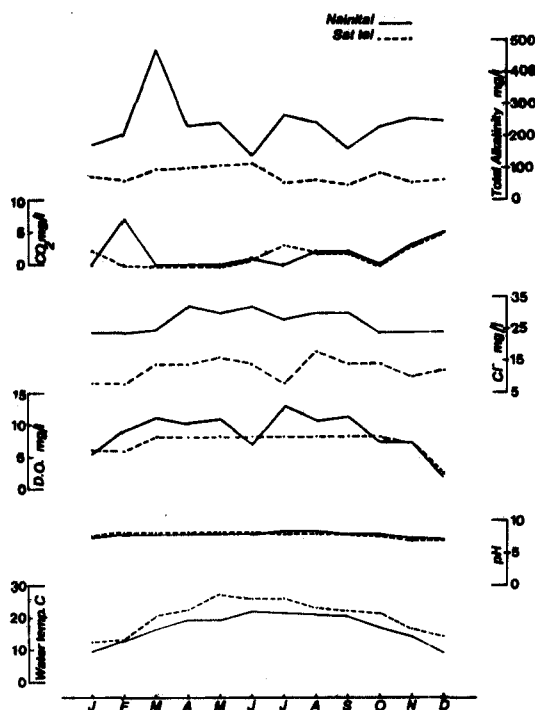 Nainital
Sat tal
500
400
300
200
100
0
Total Alkalinity mg/l
10
5
0
CO2 mg/l
35
25
15
5
Cl⁻ mg/l
15
10
5
0
D.O. mg/l
10
5
0
pH
30
20
10
0
Water temp. C
J F M A M J J A S O N D